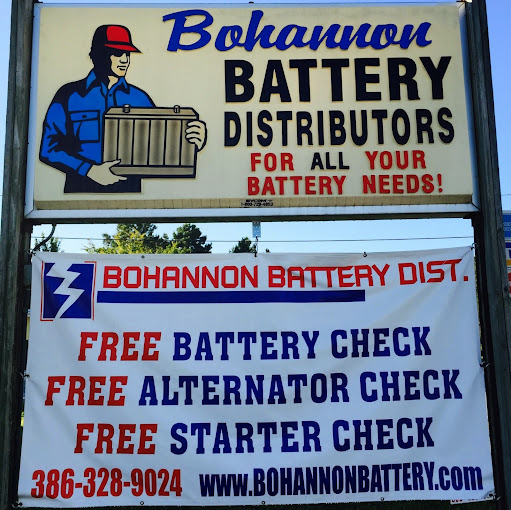 Bohannon
BATTERY
DISTRIBUTORS
FOR ALL YOUR
BATTERY NEEDS!
BOHANNON BATTERY DIST.
FREE BATTERY CHECK
FREE ALTERNATOR CHECK
FREE STARTER CHECK
386-328-9024 www.BOHANNONBATTERY.com